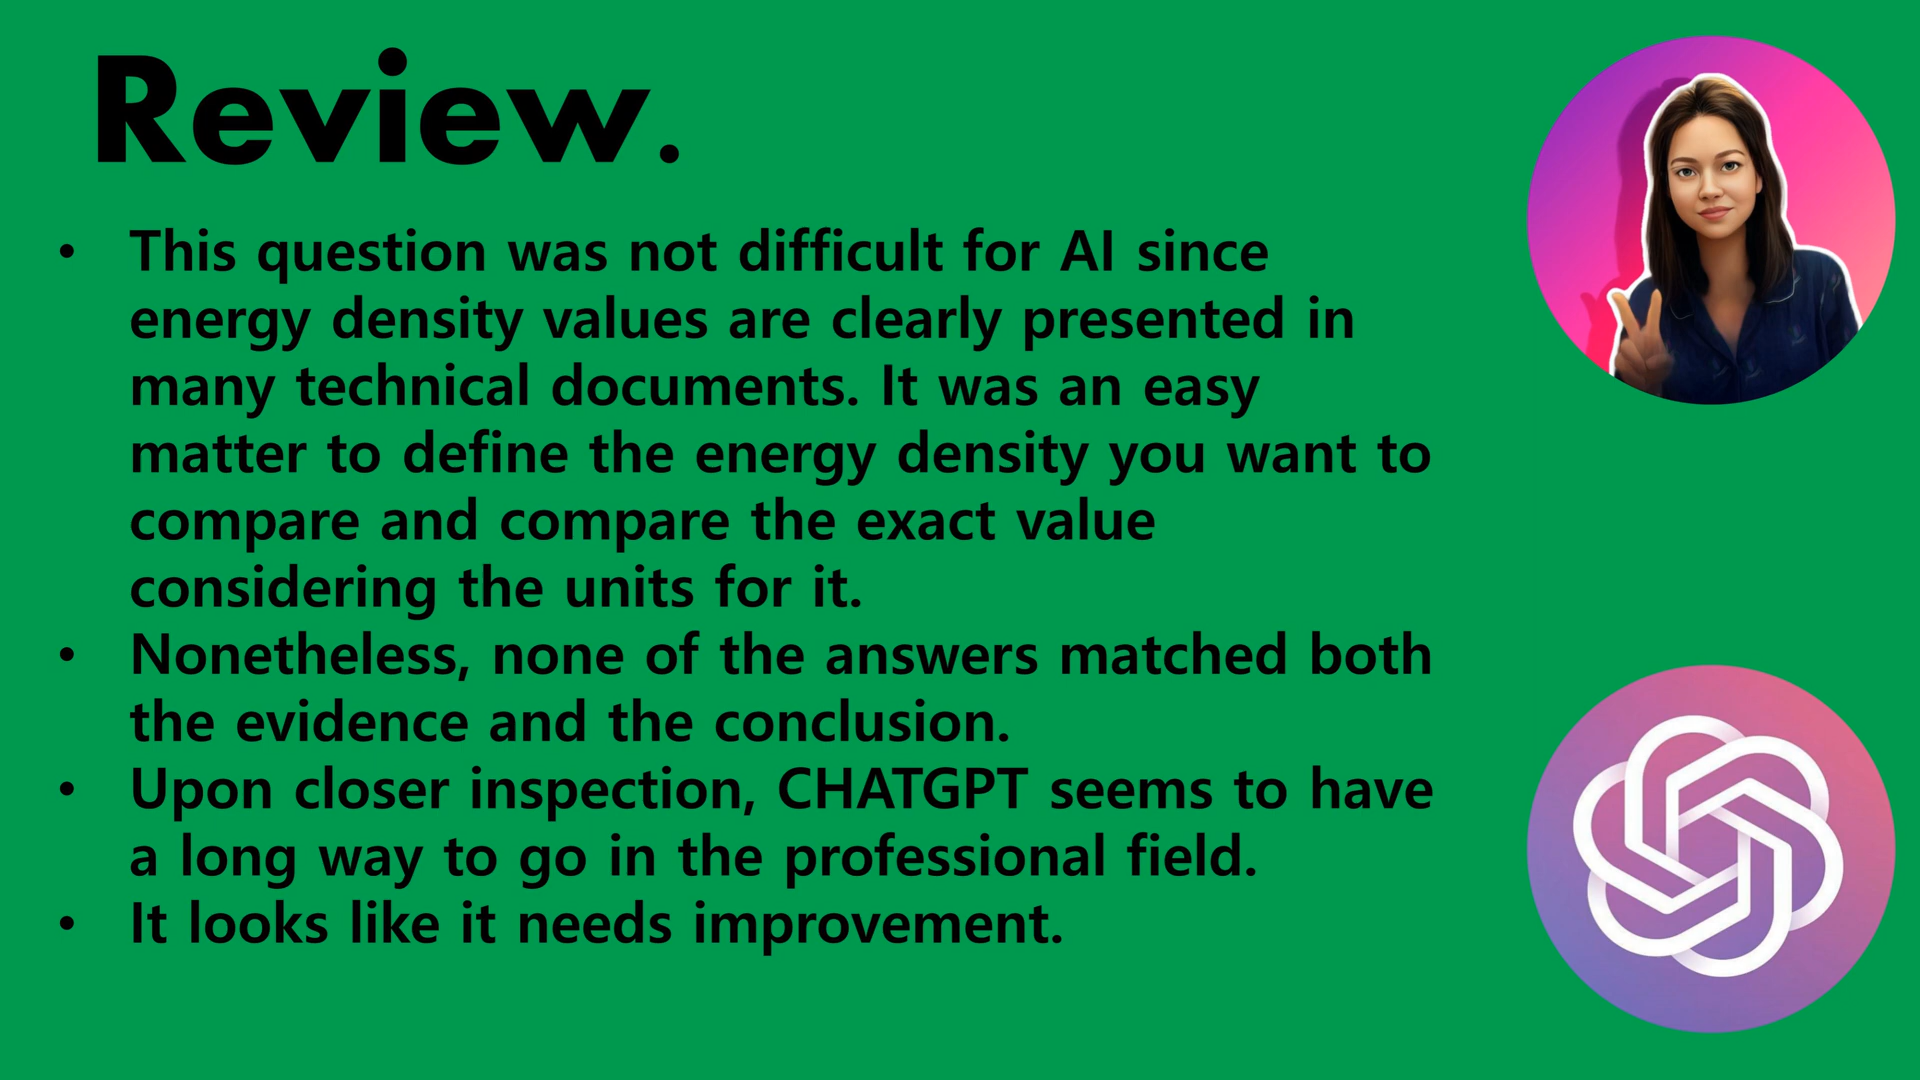 Review.
• This question was not difficult for AI since
energy density values are clearly presented in
many technical documents. It was an easy
matter to define the energy density you want to
compare and compare the exact value
considering the units for it.
• Nonetheless, none of the answers matched both
the evidence and the conclusion.
• Upon closer inspection, CHATGPT seems to have
a long way to go in the professional field.
• It looks like it needs improvement.